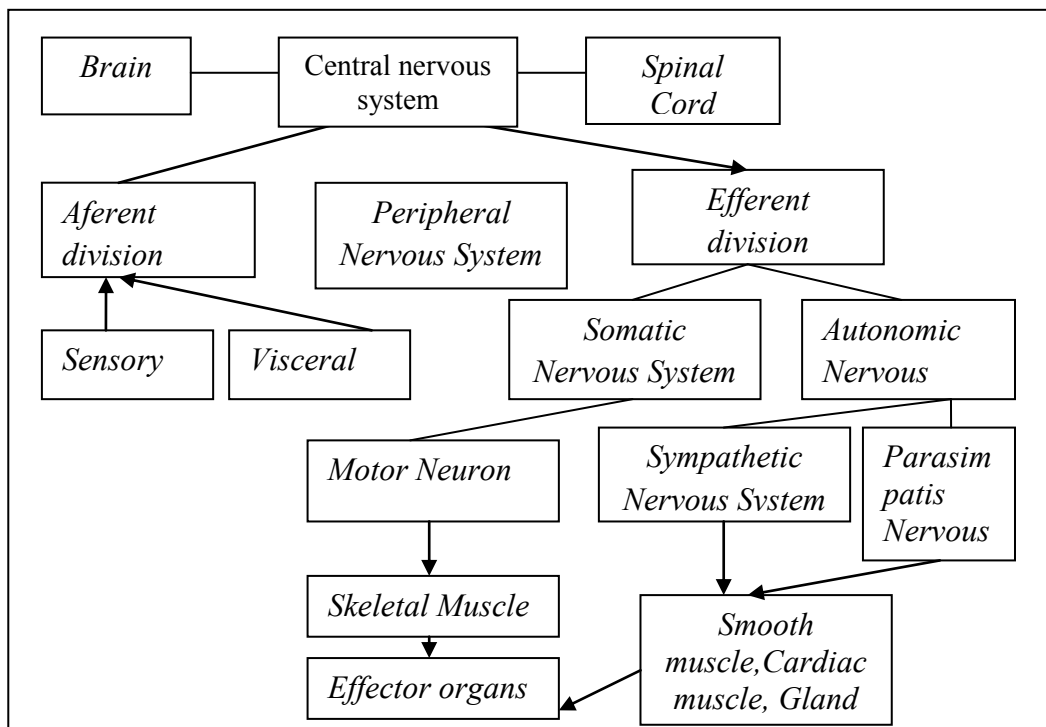 Brain
Central nervous
system
Spinal
Cord
Aferent
division
Peripheral
Nervous System
Efferent
division
Sensory
Visceral
Somatic
Nervous System
Autonomic
Nervous
Motor Neuron
Sympathetic
Nervous System
Parasim
patis
Nervous
Skeletal Muscle
Effector organs
Smooth
muscle,Cardiac
muscle, Gland